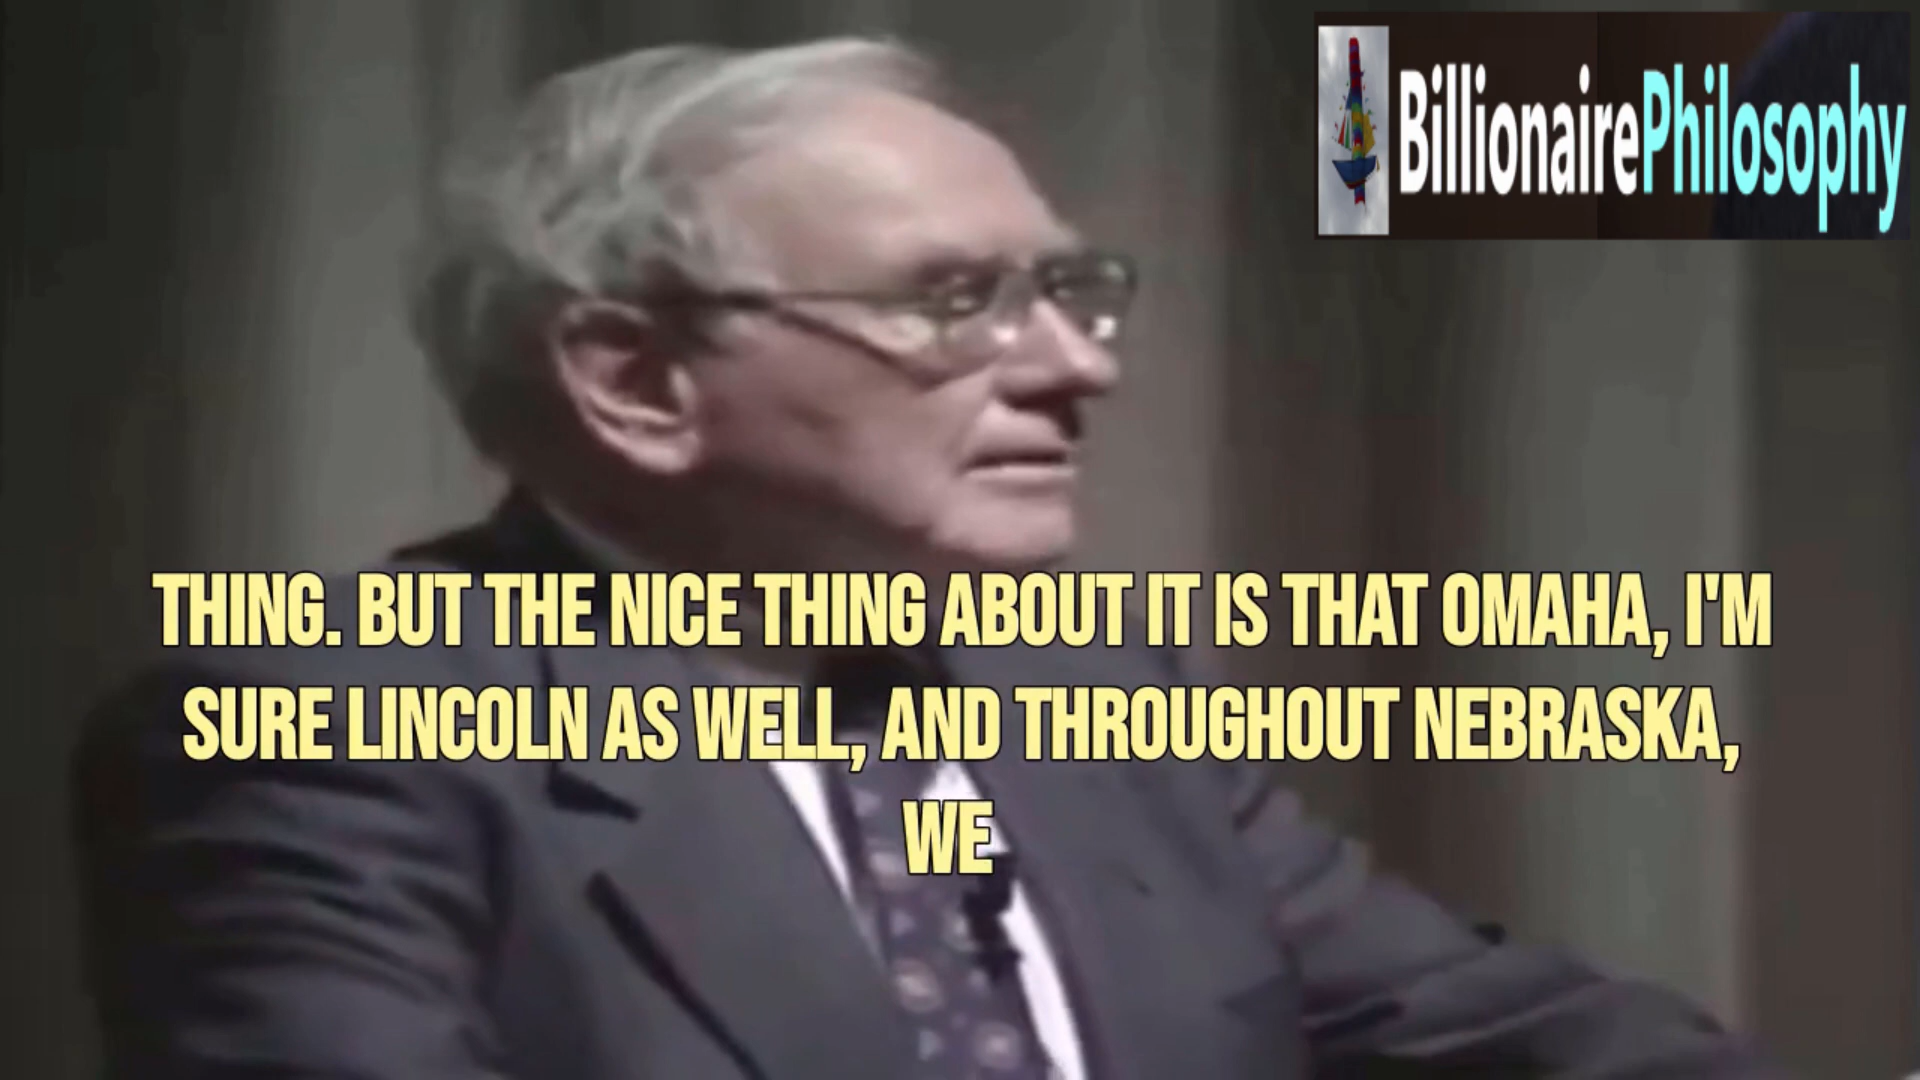 BillionairePhilosophy
THING. BUT THE NICE THING ABOUT IT IS THAT OMAHA, I'M
SURE LINCOLN AS WELL, AND THROUGHOUT NEBRASKA,
WE